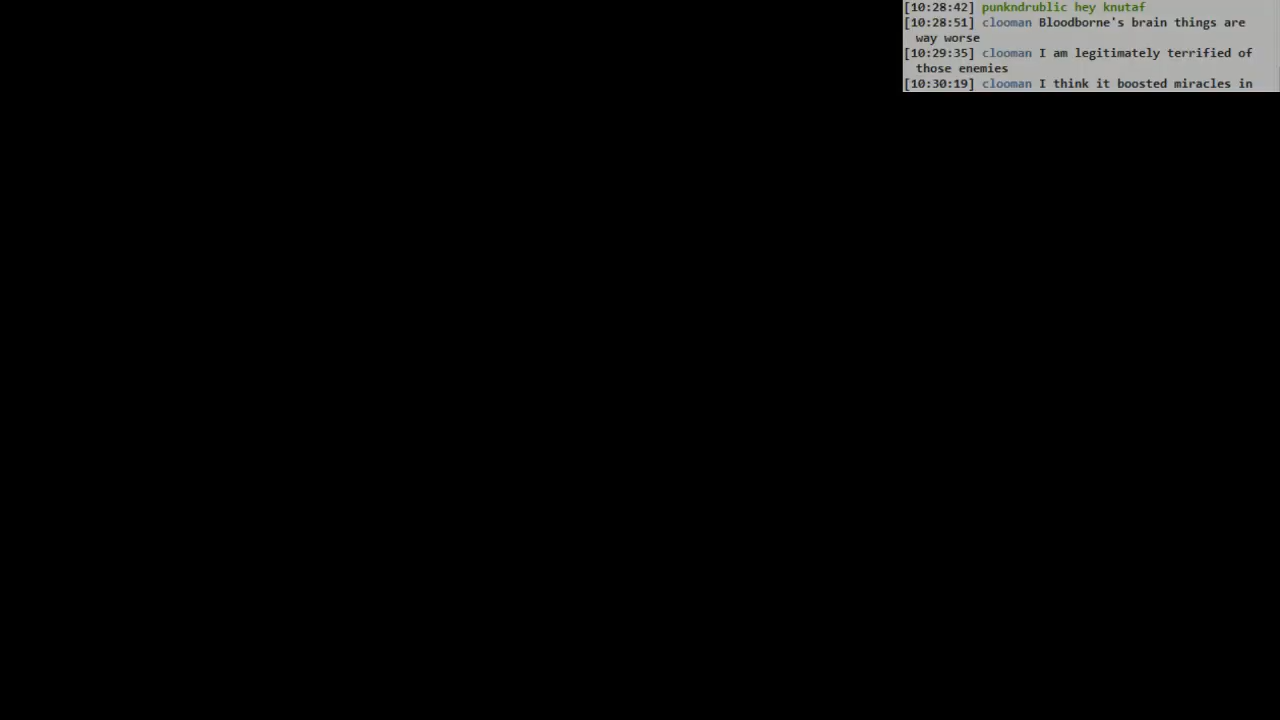 [10:28:42] punkndrublic hey knutaf
[10:28:51] clooman Bloodborne's brain things are
way worse
[10:29:35] clooman I am legitimately terrified of
those enemies
[10:30:19] clooman I think it boosted miracles in